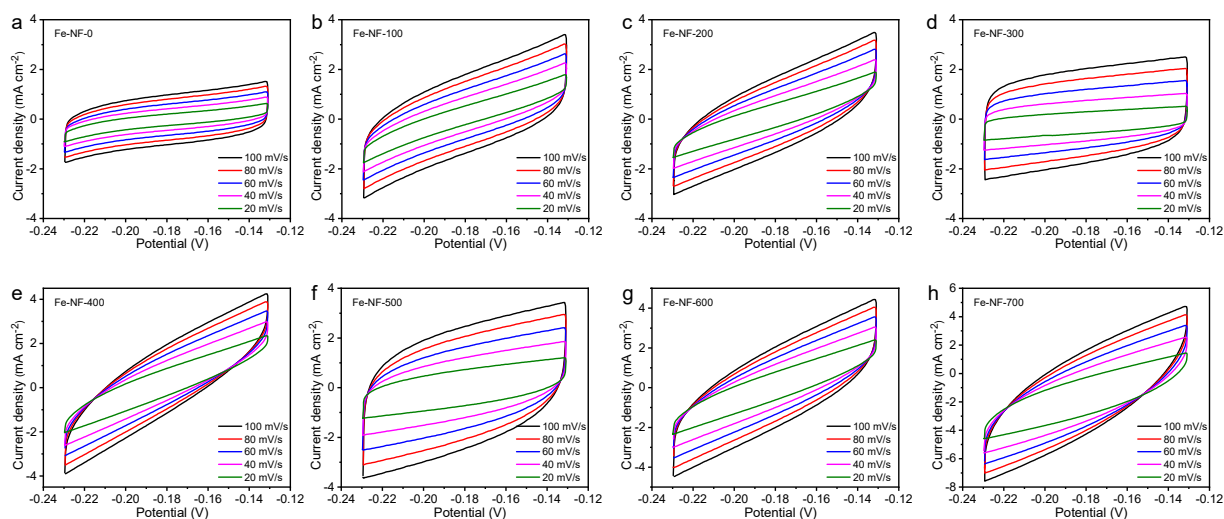 a
Fe-NF-0
4
2
0
-2
-4
Current density (mA cm⁻²)
100 mV/s
80 mV/s
60 mV/s
40 mV/s
20 mV/s
-0.24 -0.22 -0.20 -0.18 -0.16 -0.14 -0.12
Potential (V)
b
Fe-NF-100
4
2
0
-2
-4
Current density (mA cm⁻²)
100 mV/s
80 mV/s
60 mV/s
40 mV/s
20 mV/s
-0.24 -0.22 -0.20 -0.18 -0.16 -0.14 -0.12
Potential (V)
c
Fe-NF-200
4
2
0
-2
-4
Current density (mA cm⁻²)
100 mV/s
80 mV/s
60 mV/s
40 mV/s
20 mV/s
-0.24 -0.22 -0.20 -0.18 -0.16 -0.14 -0.12
Potential (V)
d
Fe-NF-300
4
2
0
-2
-4
Current density (mA cm⁻²)
100 mV/s
80 mV/s
60 mV/s
40 mV/s
20 mV/s
-0.24 -0.22 -0.20 -0.18 -0.16 -0.14 -0.12
Potential (V)
e
Fe-NF-400
4
2
0
-2
-4
Current density (mA cm⁻²)
100 mV/s
80 mV/s
60 mV/s
40 mV/s
20 mV/s
-0.24 -0.22 -0.20 -0.18 -0.16 -0.14 -0.12
Potential (V)
f
Fe-NF-500
4
2
0
-2
-4
Current density (mA cm⁻²)
100 mV/s
80 mV/s
60 mV/s
40 mV/s
20 mV/s
-0.24 -0.22 -0.20 -0.18 -0.16 -0.14 -0.12
Potential (V)
g
Fe-NF-600
4
2
0
-2
-4
Current density (mA cm⁻²)
100 mV/s
80 mV/s
60 mV/s
40 mV/s
20 mV/s
-0.24 -0.22 -0.20 -0.18 -0.16 -0.14 -0.12
Potential (V)
h
Fe-NF-700
6
4
2
0
-2
-4
-6
-8
Current density (mA cm⁻²)
100 mV/s
80 mV/s
60 mV/s
40 mV/s
20 mV/s
-0.24 -0.22 -0.20 -0.18 -0.16 -0.14 -0.12
Potential (V)